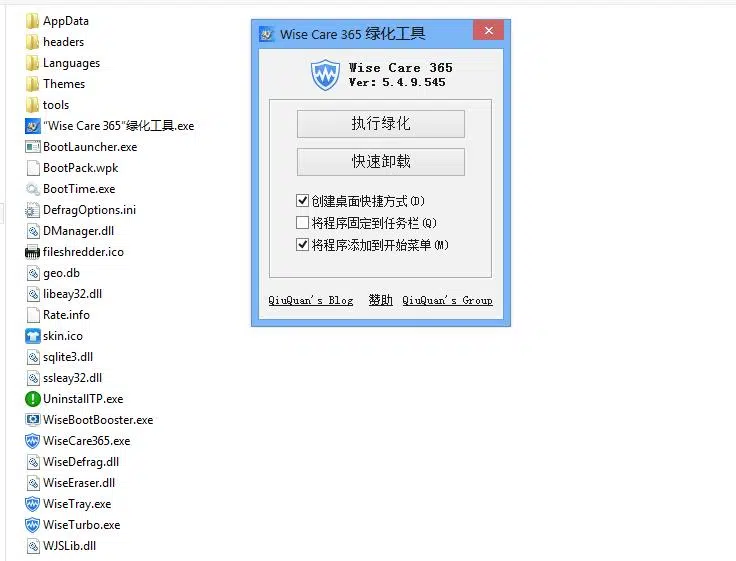 AppData
headers
Languages
Themes
tools
"Wise Care 365"绿化工具.exe
BootLauncher.exe
BootPack.wpk
BootTime.exe
DefragOptions.ini
DManager.dll
fileshredder.ico
geo.db
libeay32.dll
Rate.info
skin.ico
sqlite3.dll
ssleay32.dll
UninstallTP.exe
WiseBootBooster.exe
WiseCare365.exe
WiseDefrag.dll
WiseEraser.dll
WiseTray.exe
WiseTurbo.exe
WJSLib.dll
Wise Care 365 绿化工具
Wise Care 365
Ver: 5.4.9.545
执行绿化
快速卸载
创建桌面快捷方式(D)
将程序固定到任务栏(Q)
将程序添加到开始菜单(M)
QiuQuan's Blog 赞助 QiuQuan's Group